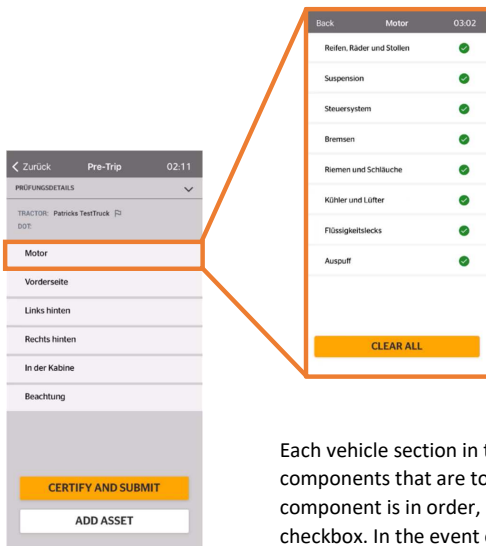 Back Motor 03:02
Reifen, Räder und Stollen
Suspension
Steuersystem
Bremsen
Riemen und Schläuche
Kühler und Lüfter
Flüssigkeitslecks
Auspuff
CLEAR ALL
Zurück Pre-Trip 02:11
PRÜFUNGSDETAILS
TRACTOR: Patricks TestTruck
DOT:
Motor
Vorderseite
Links hinten
Rechts hinten
In der Kabine
Beachtung
CERTIFY AND SUBMIT
ADD ASSET
Each vehicle section in
components that are to
component is in order,
checkbox. In the event